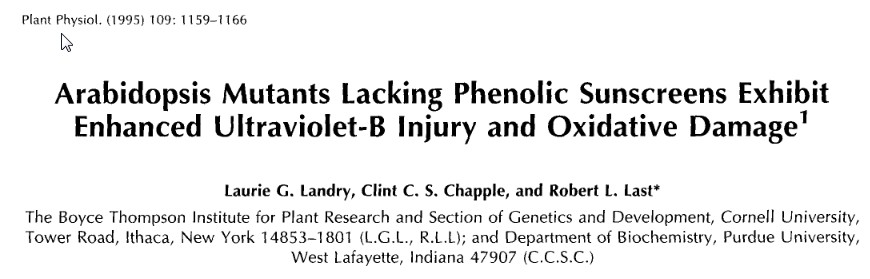 Plant Physiol. (1995) 109: 1159–1166
Arabidopsis Mutants Lacking Phenolic Sunscreens Exhibit
Enhanced Ultraviolet-B Injury and Oxidative Damage¹
Laurie G. Landry, Clint C. S. Chapple, and Robert L. Last*
The Boyce Thompson Institute for Plant Research and Section of Genetics and Development, Cornell University,
Tower Road, Ithaca, New York 14853–1801 (L.G.L., R.L.L); and Department of Biochemistry, Purdue University,
West Lafayette, Indiana 47907 (C.C.S.C.)